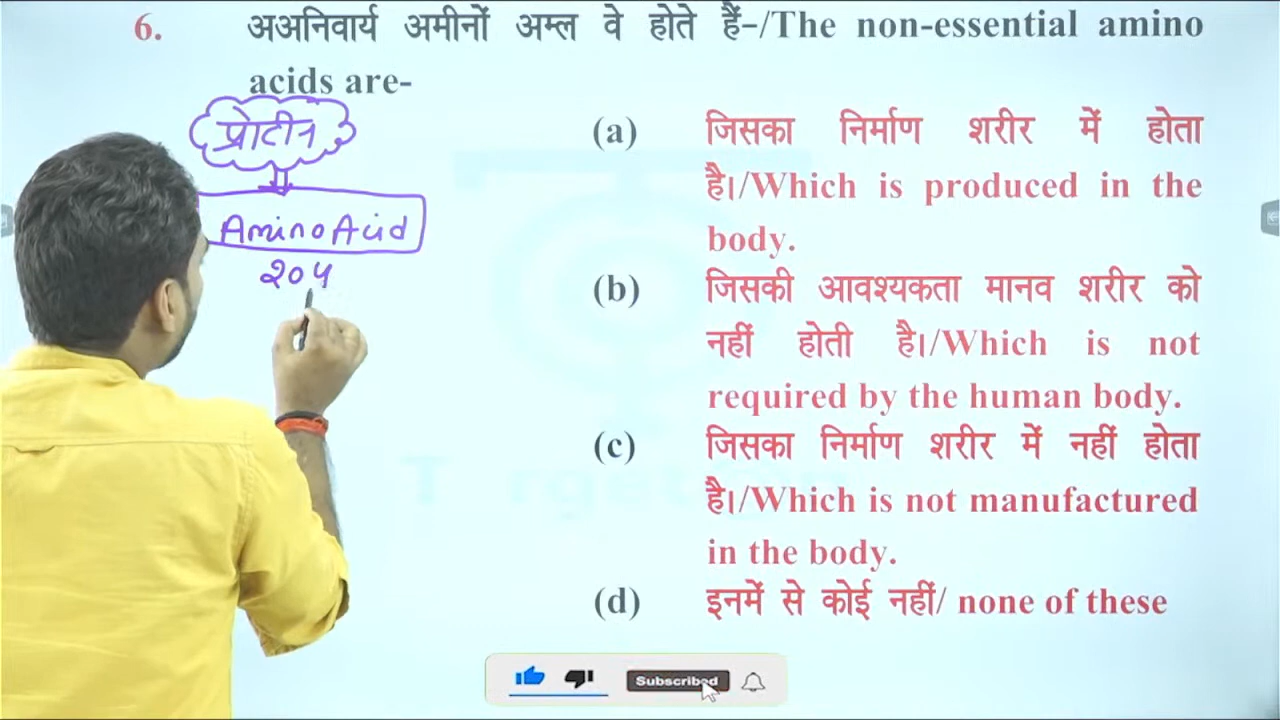 6. अअनिवार्य अमीनों अम्ल वे होते हैं-/The non-essential amino
acids are-
प्रोटीन
Amino Acid
(a) जिसका निर्माण शरीर में होता
है।/Which is produced in the
body.
(b) जिसकी आवश्यकता मानव शरीर को
नहीं होती है।/Which is not
required by the human body.
(c) जिसका निर्माण शरीर में नहीं होता
है।/Which is not manufactured
in the body.
(d) इनमें से कोई नहीं/ none of these
Subscribed